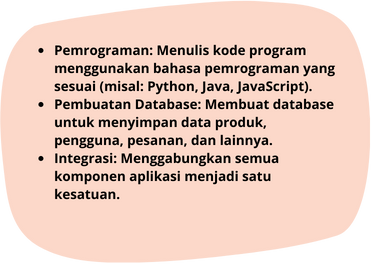 • Pemrograman: Menulis kode program
menggunakan bahasa pemrograman yang
sesuai (misal: Python, Java, JavaScript).
• Pembuatan Database: Membuat database
untuk menyimpan data produk,
pengguna, pesanan, dan lainnya.
• Integrasi: Menggabungkan semua
komponen aplikasi menjadi satu
kesatuan.